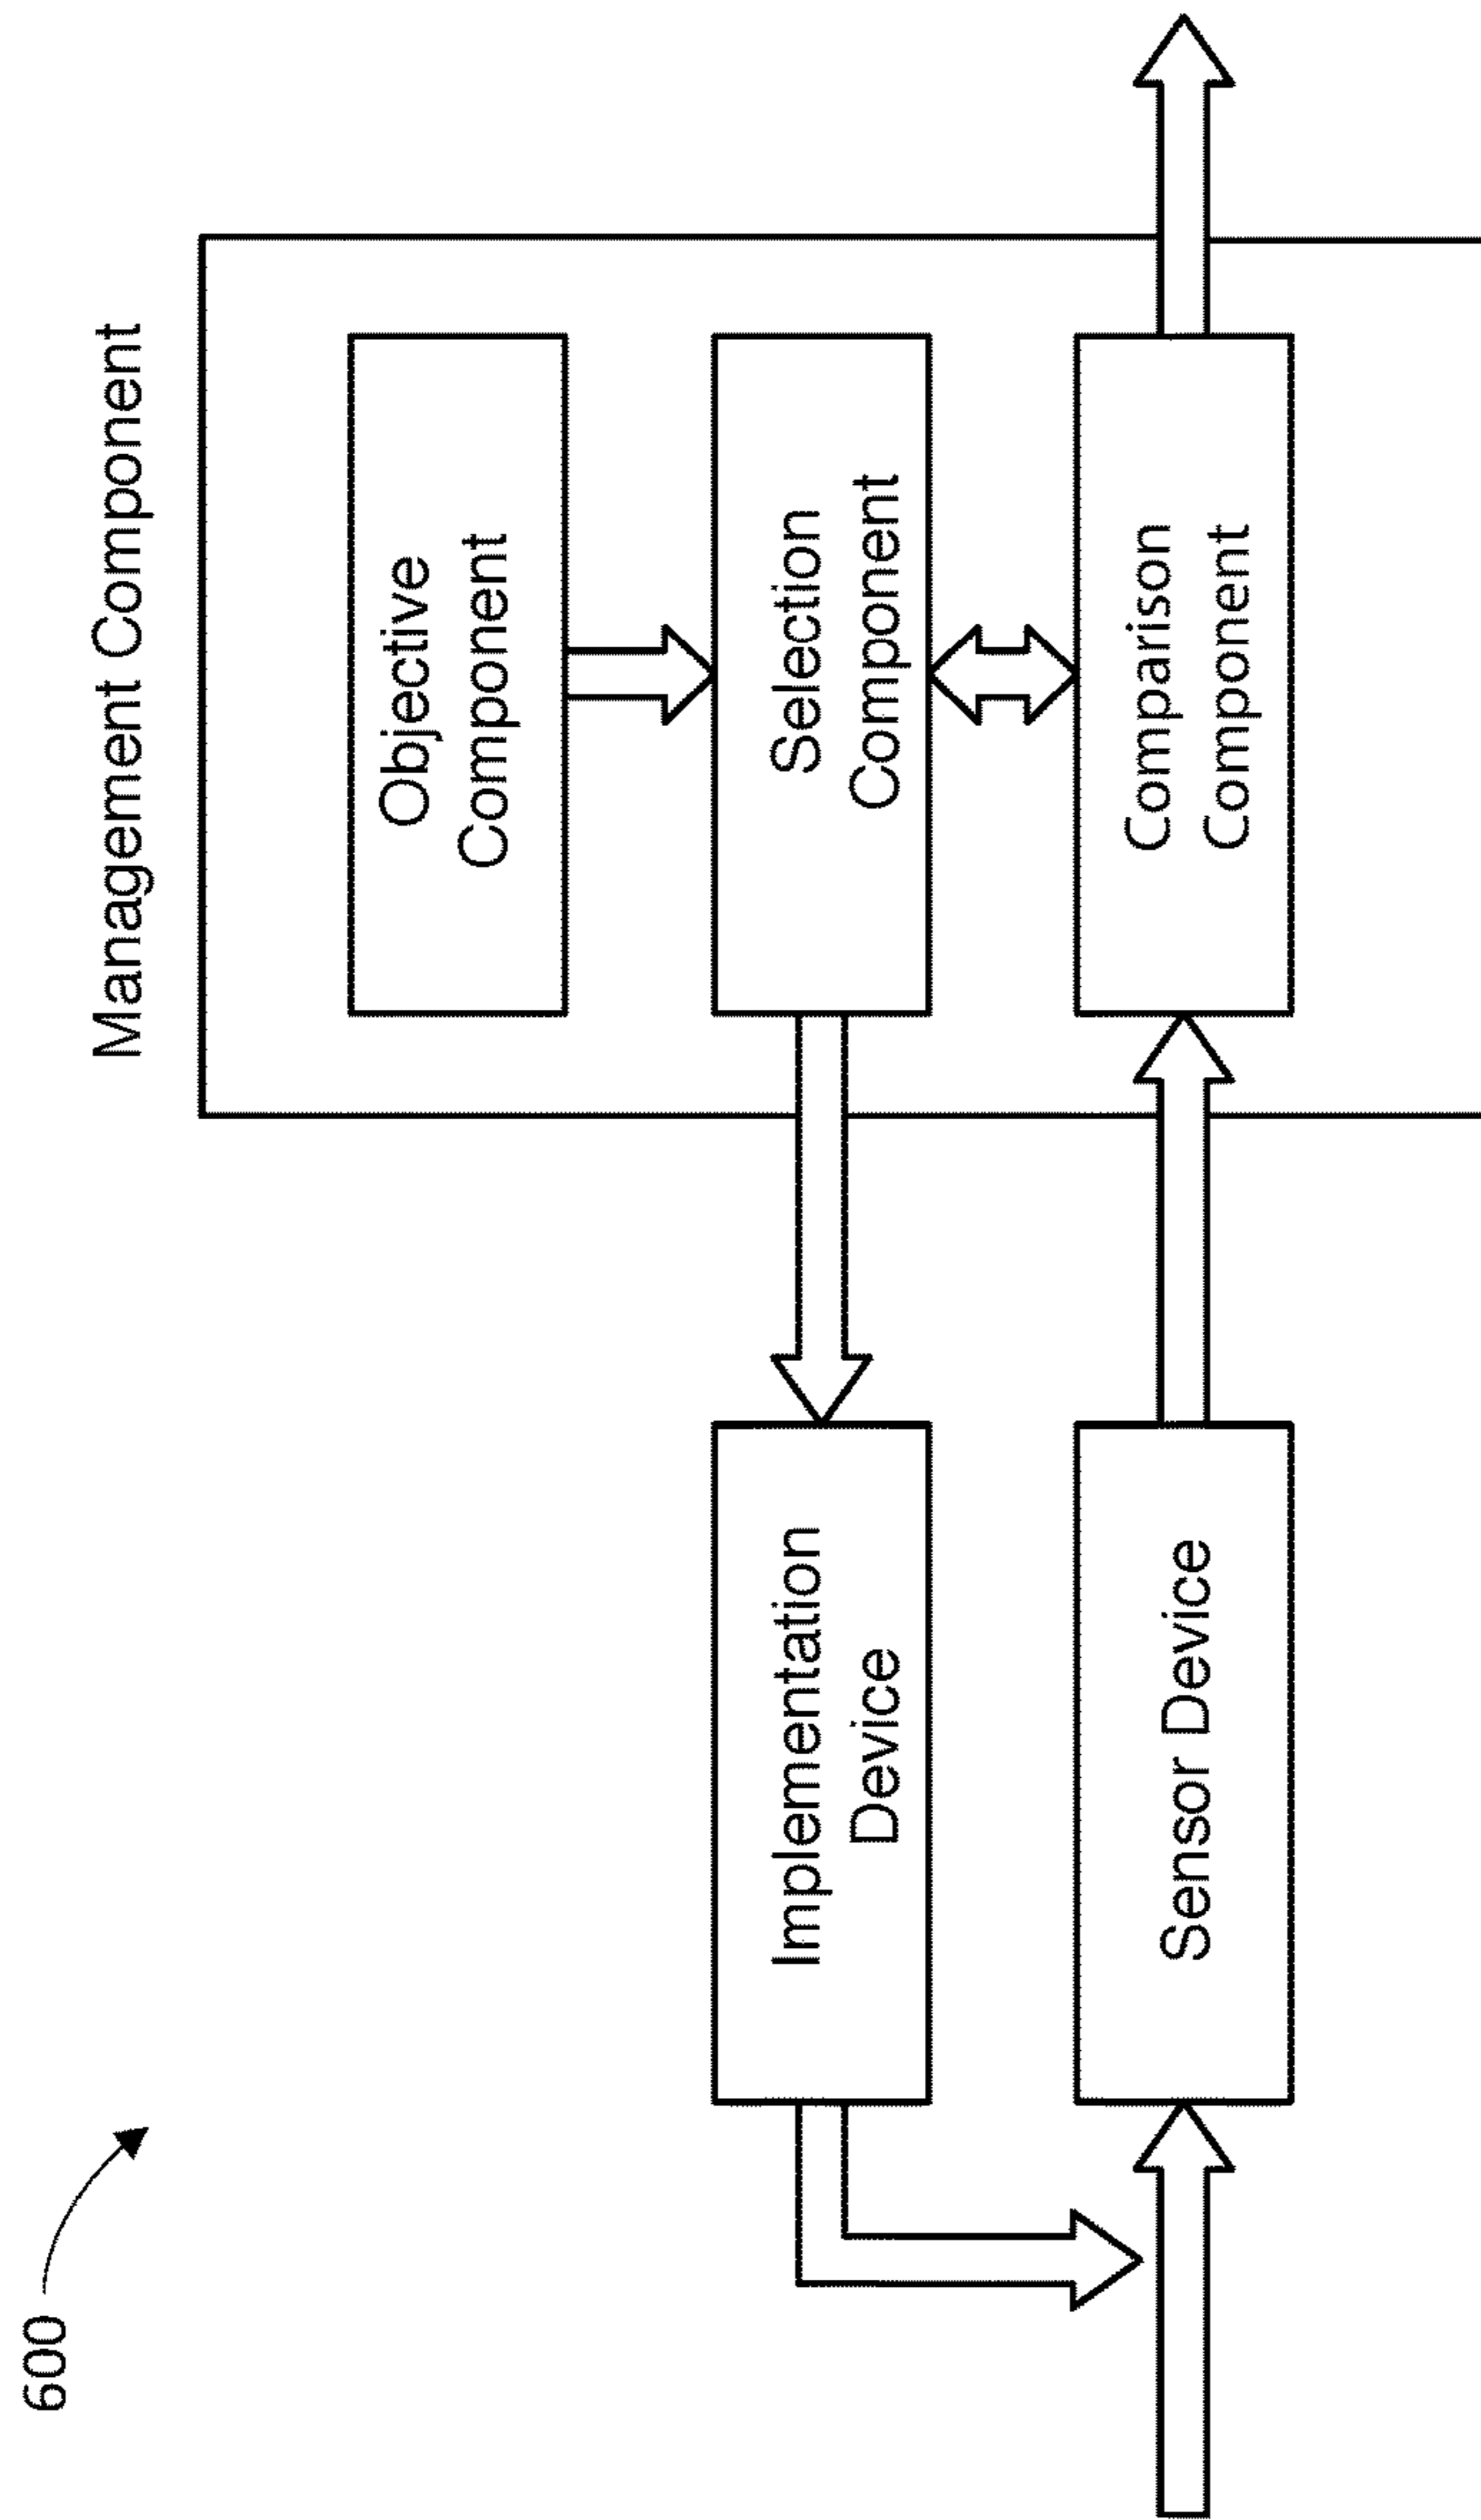 600
Management Component
Objective
Component
Implementation
Device
Selection
Component
Sensor Device
Comparison
Component